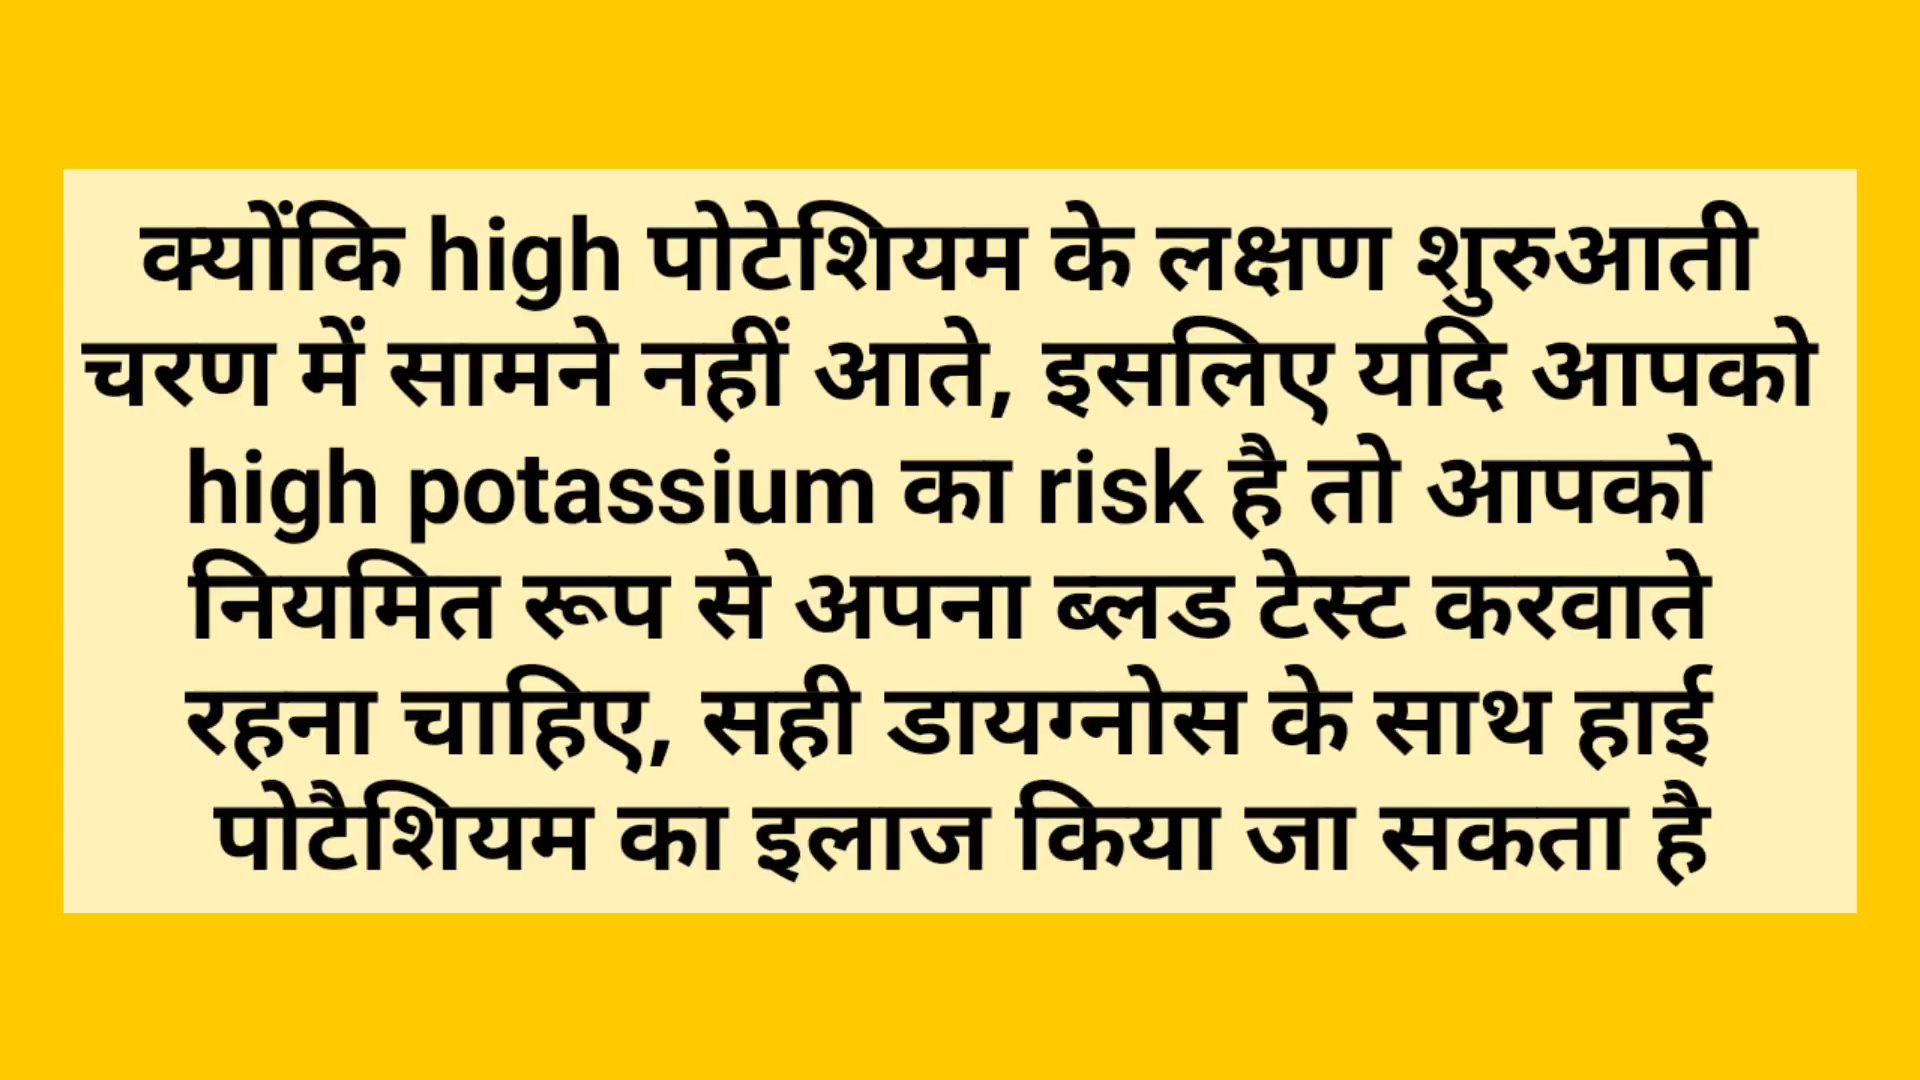 क्योंकि high पोटेशियम के लक्षण शुरुआती
चरण में सामने नहीं आते, इसलिए यदि आपको
high potassium का risk है तो आपको
नियमित रूप से अपना ब्लड टेस्ट करवाते
रहना चाहिए, सही डायग्नोस के साथ हाई
पोटैशियम का इलाज किया जा सकता है